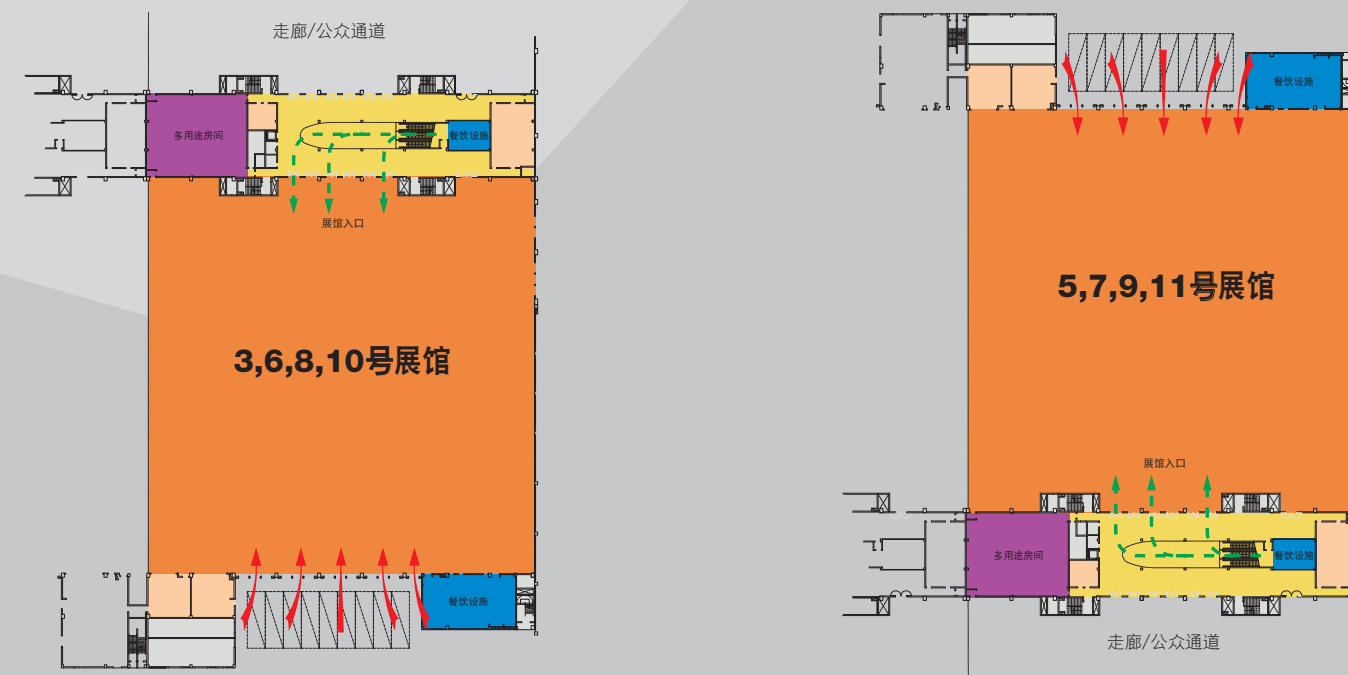 走廊/公众通道
多用途房间
餐饮设施
展馆入口
3,6,8,10号展馆
餐饮设施
餐饮设施
5,7,9,11号展馆
展馆入口
多用途房间
餐饮设施
走廊/公众通道